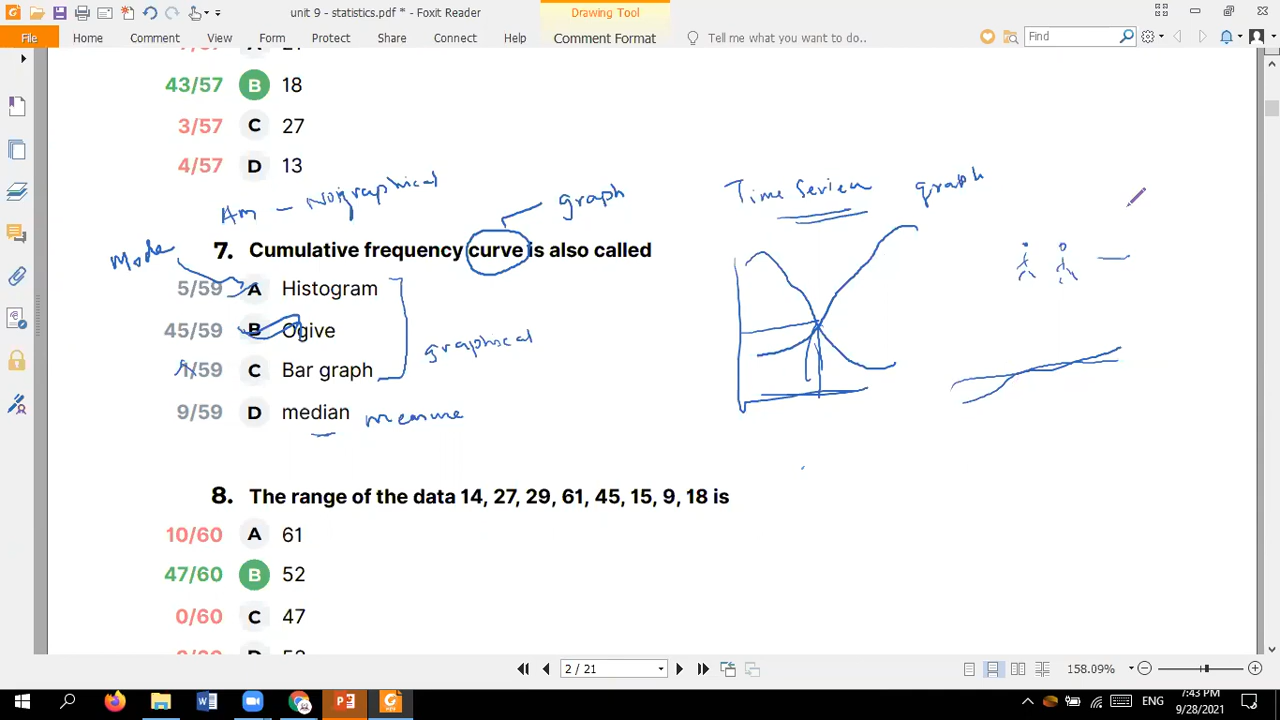 unit 9 - statistics.pdf * - Foxit Reader
Drawing Tool
File Home Comment View Form Protect Share Connect Help Comment Format Tell me what you want to do.. Find
43/57 B 18
3/57 C 27
4/57 D 13
Am - Nographical
graph
Time Series graph
7. Cumulative frequency curve is also called
Mode
5/59 A Histogram
45/59 B Ogive
graphical
/59 C Bar graph
9/59 D median measure
8. The range of the data 14, 27, 29, 61, 45, 15, 9, 18 is
10/60 A 61
47/60 B 52
0/60 C 47
2 / 21
158.09%
ENG
7:43 PM
9/28/2021